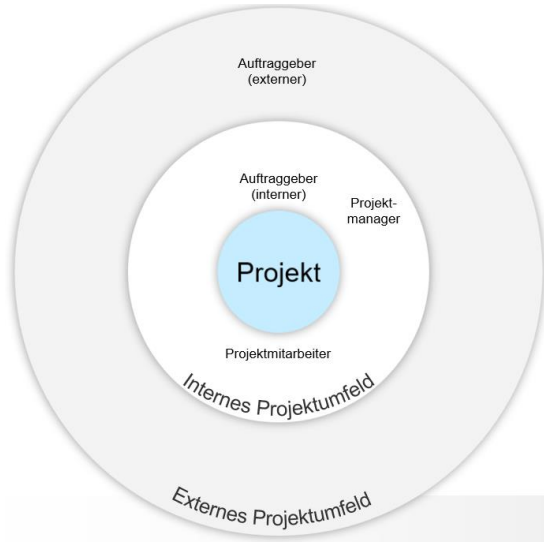 Auftraggeber
(externer)
Auftraggeber
(interner)
Projekt-
manager
Projekt
Projektmitarbeiter
Internes Projektumfeld
Externes Projektumfeld